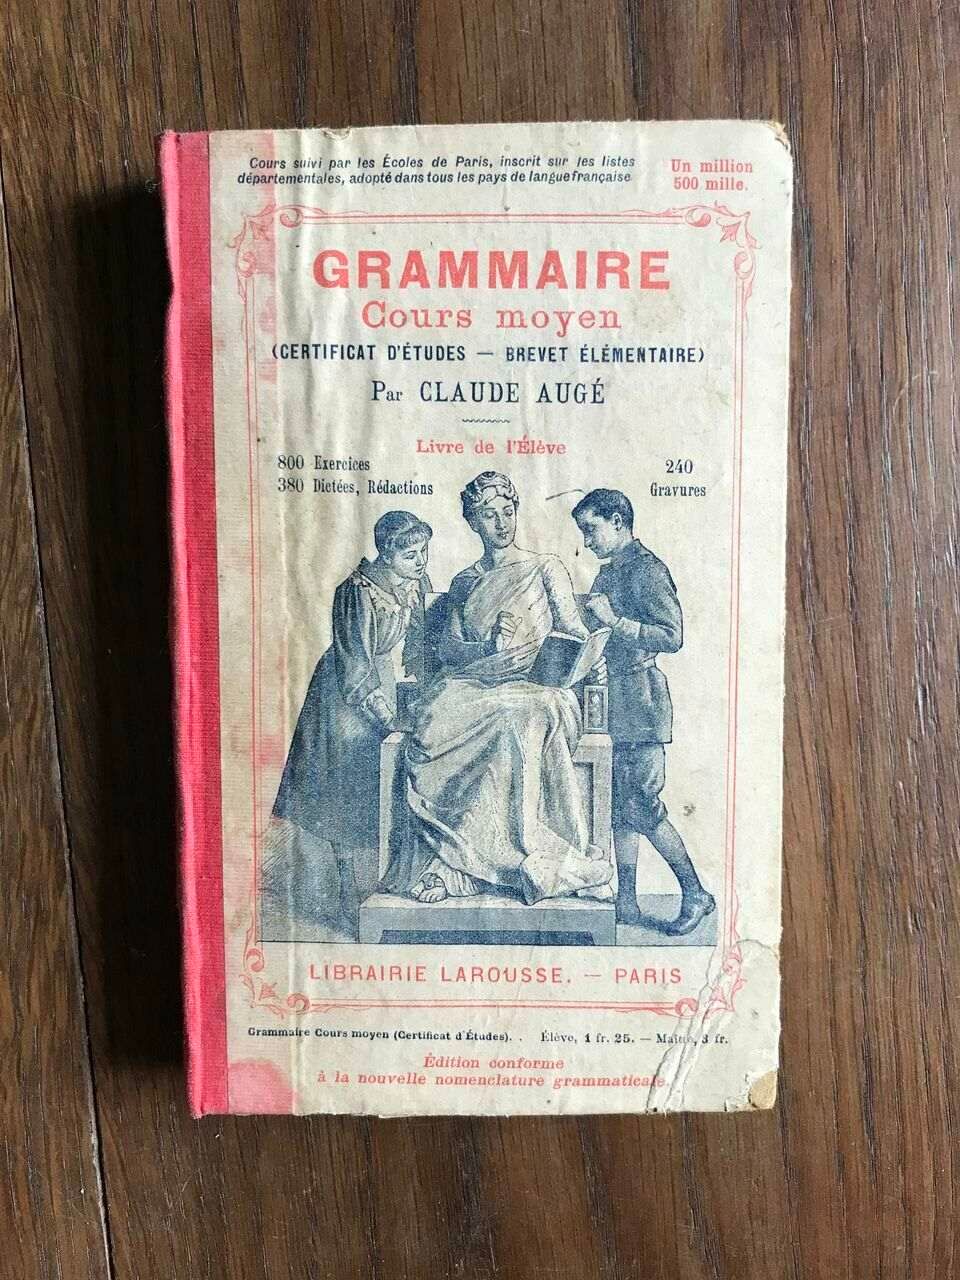 Cours suivi par les Écoles de Paris, inscrit sur les listes
départementales, adopté dans tous les pays de langue française
Un million
500 mille.
GRAMMAIRE
Cours moyen
(CERTIFICAT D'ÉTUDES — BREVET ÉLÉMENTAIRE)
Par CLAUDE AUGÉ
Livre de l'Élève
800 Exercices
380 Dictées, Rédactions
240
Gravures
LIBRAIRIE LAROUSSE. — PARIS
Grammaire Cours moyen (Certificat d'Études). . Élève, 1 fr. 25. — Maître, 3 fr.
Édition conforme
à la nouvelle nomenclature grammaticale.